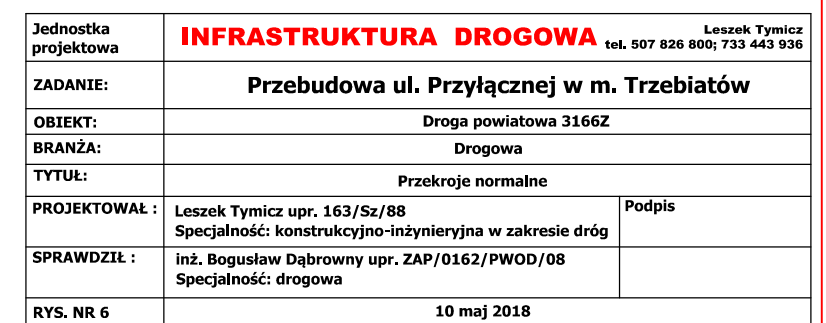 Jednostka
projektowa
INFRASTRUKTURA DROGOWA
Leszek Tymicz
tel. 507 826 800; 733 443 936
ZADANIE:
Przebudowa ul. Przyłącznej w m. Trzebiatów
OBIEKT:
Droga powiatowa 3166Z
BRANŻA:
Drogowa
TYTUŁ:
Przekroje normalne
PROJEKTOWAŁ :
Leszek Tymicz upr. 163/Sz/88
Specjalność: konstrukcyjno-inżynieryjna w zakresie dróg
Podpis
SPRAWDZIŁ :
inż. Bogusław Dąbrowny upr. ZAP/0162/PWOD/08
Specjalność: drogowa
RYS. NR 6
10 maj 2018